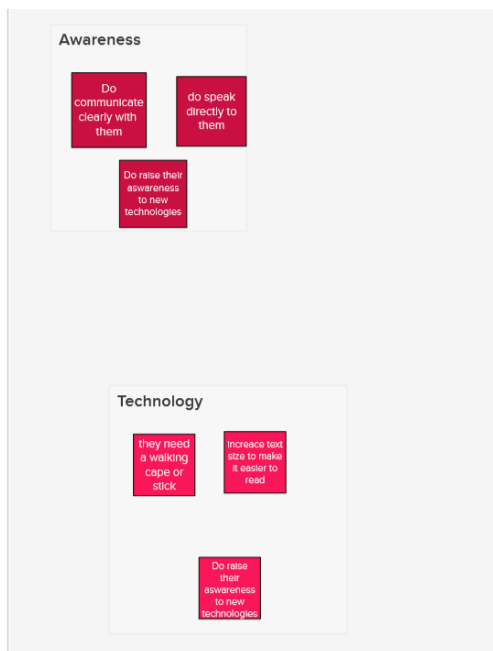 Awareness
Do
communicate
clearly with
them
do speak
directly to
them
Do raise their
aswareness
to new
technologies
Technology
they need
a walking
cape or
stick
increace text
size to make
it easier to
read
Do raise
their
aswareness
to new
technologies